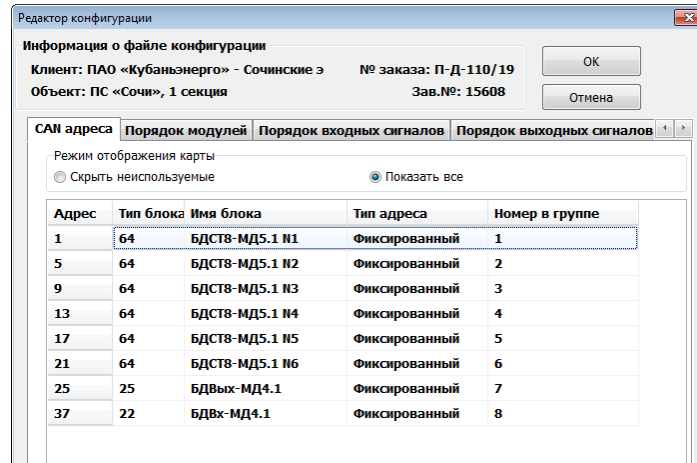 Редактор конфигурации
Информация о файле конфигурации
Клиент: ПАО «Кубаньэнерго» - Сочинские э
№ заказа: П-Д-110/19
OK
Объект: ПС «Сочи», 1 секция
Зав.№: 15608
Отмена
CAN адреса Порядок модулей Порядок входных сигналов Порядок выходных сигналов
Режим отображения карты
Скрыть неиспользуемые Показать все
Адрес Тип блока Имя блока Тип адреса Номер в группе
1 64 БДСТ8-МД5.1 N1 Фиксированный 1
5 64 БДСТ8-МД5.1 N2 Фиксированный 2
9 64 БДСТ8-МД5.1 N3 Фиксированный 3
13 64 БДСТ8-МД5.1 N4 Фиксированный 4
17 64 БДСТ8-МД5.1 N5 Фиксированный 5
21 64 БДСТ8-МД5.1 N6 Фиксированный 6
25 25 БДВых-МД4.1 Фиксированный 7
37 22 БДВх-МД4.1 Фиксированный 8